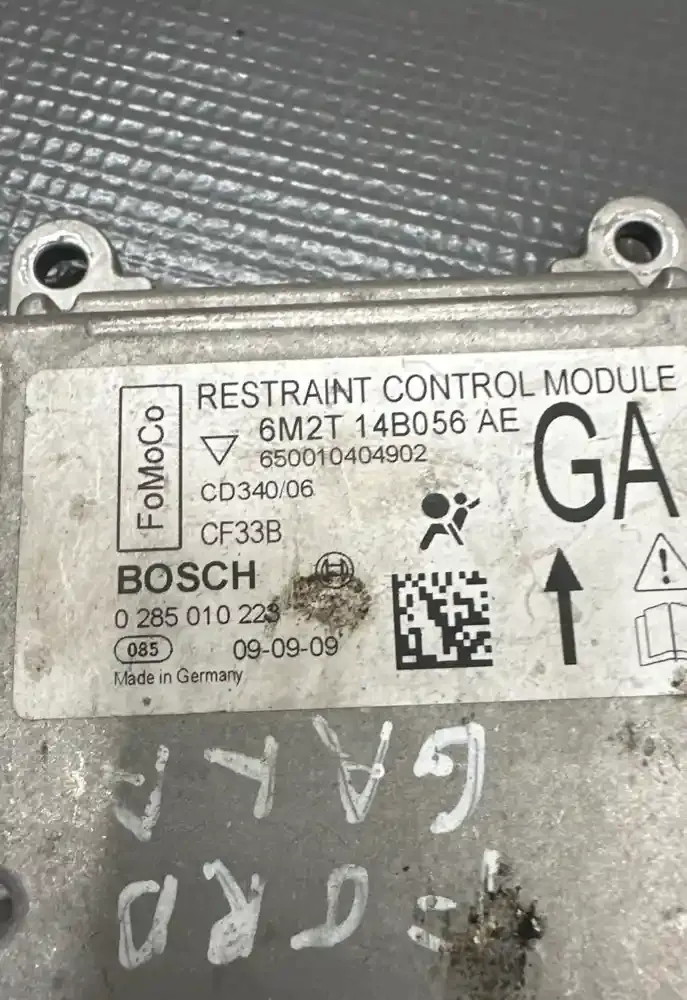 FoMoCo
RESTRAINT CONTROL MODULE
6M2T 14B056 AE
650010404902
GA
CD340/06
CF33B
BOSCH
0 285 010 223
085 09-09-09
Made in Germany
FORD